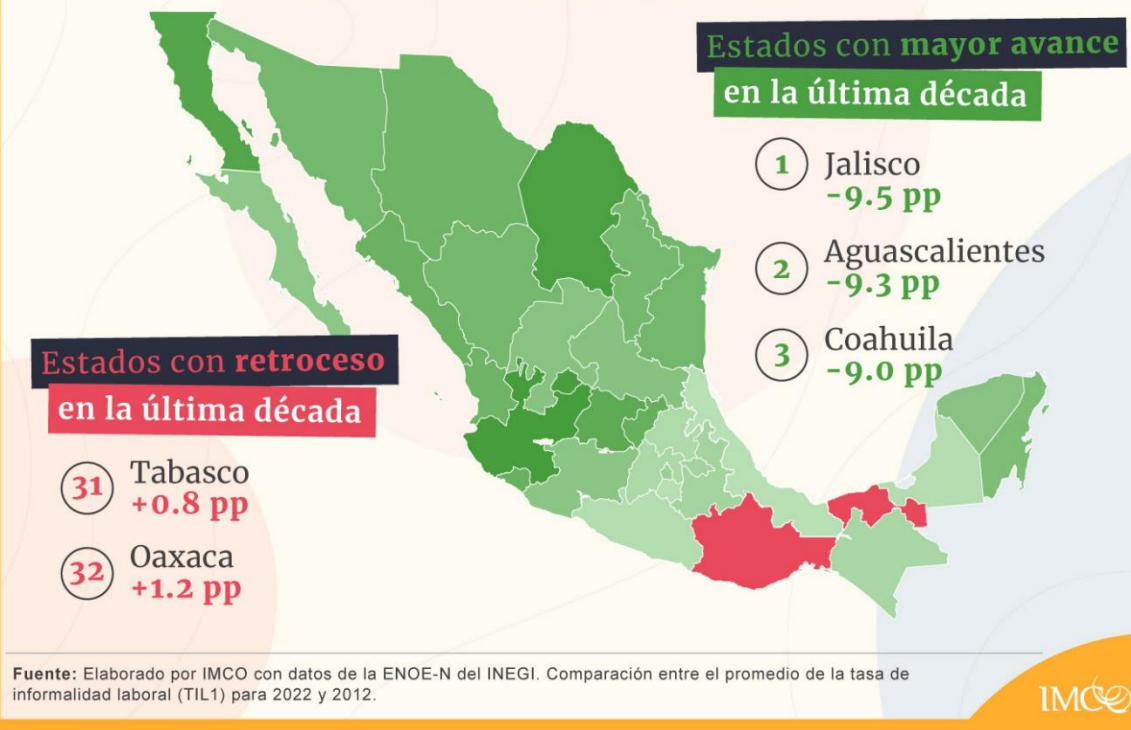 Estados con mayor avance
en la última década
1 Jalisco
-9.5 pp
2 Aguascalientes
-9.3 pp
3 Coahuila
-9.0 pp
Estados con retroceso
en la última década
31 Tabasco
+0.8 pp
32 Oaxaca
+1.2 pp
Fuente: Elaborado por IMCO con datos de la ENOE-N del INEGI. Comparación entre el promedio de la tasa de
informalidad laboral (TIL1) para 2022 y 2012.
IMCO